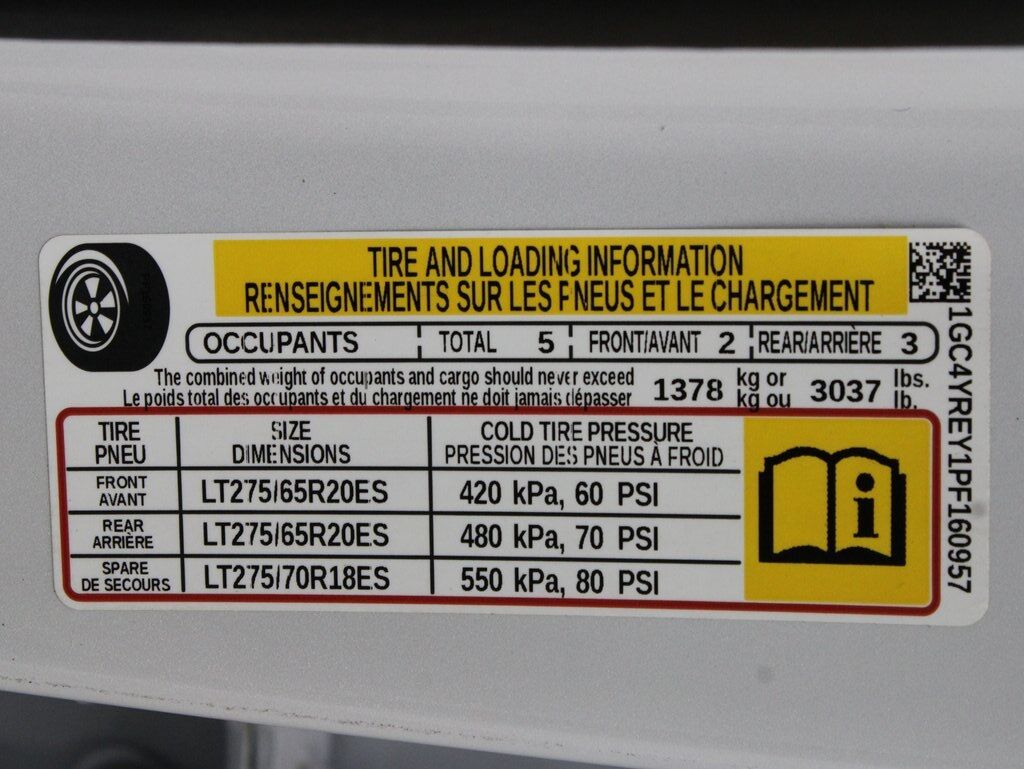 TIRE AND LOADING INFORMATION
RENSEIGNEMENTS SUR LES PNEUS ET LE CHARGEMENT
OCCUPANTS TOTAL 5 FRONT/AVANT 2 REAR/ARRIÈRE 3
The combined weight of occupants and cargo should never exceed 1378 kg or 3037 lbs.
Le poids total des occupants et du chargement ne doit jamais dépasser kg ou lb.
TIRE SIZE COLD TIRE PRESSURE
PNEU DIMENSIONS PRESSION DES PNEUS À FROID
FRONT
AVANT LT275/65R20ES 420 kPa, 60 PSI
REAR
ARRIÈRE LT275/65R20ES 480 kPa, 70 PSI
SPARE
DE SECOURS LT275/70R18ES 550 kPa, 80 PSI
i
1GC4YREY1PF160957